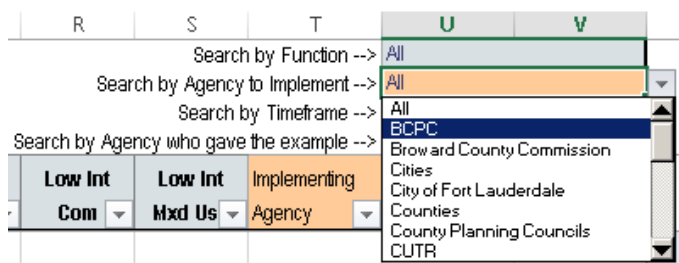 R S T U V
Search by Function --> All
Search by Agency to Implement --> All
Search by Timeframe -->
Search by Agency who gave the example -->
All
BCPC
Broward County Commission
Cities
City of Fort Lauderdale
Counties
County Planning Councils
CUTR
Low Int Low Int Implementing
Com Mxd Us Agency